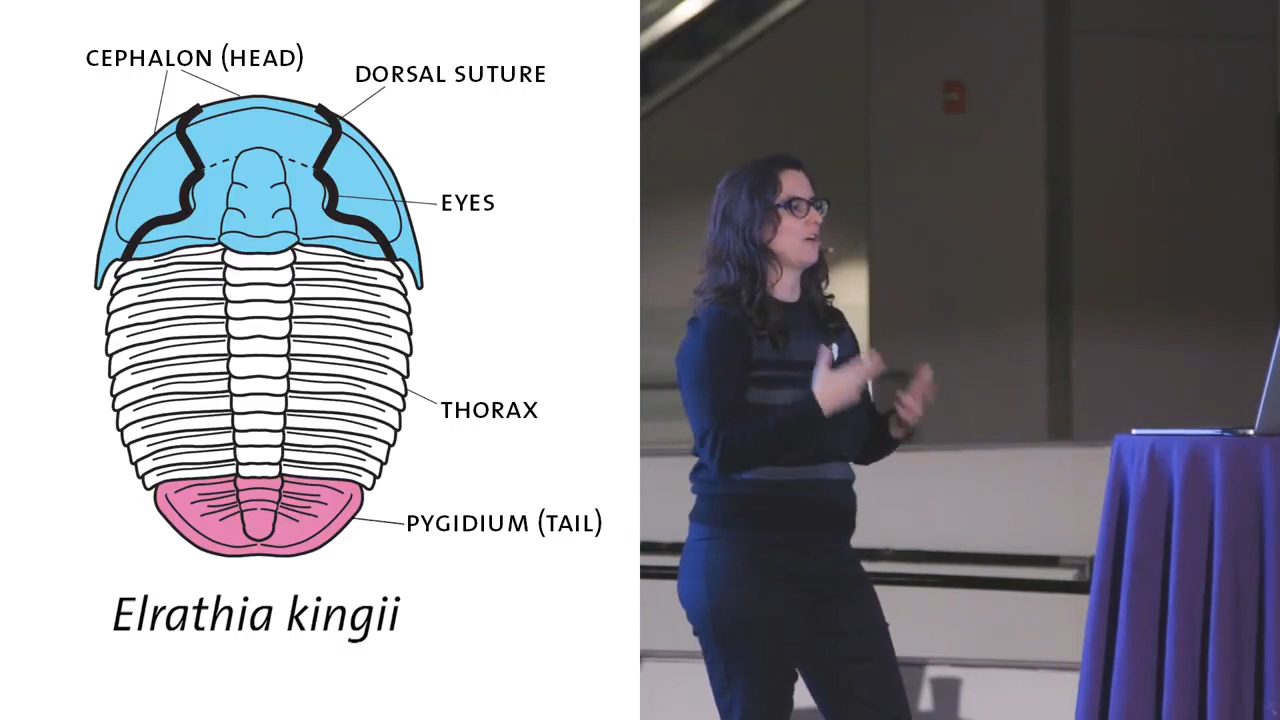 CEPHALON (HEAD)
DORSAL SUTURE
EYES
THORAX
PYGIDIUM (TAIL)
Elrathia kingii